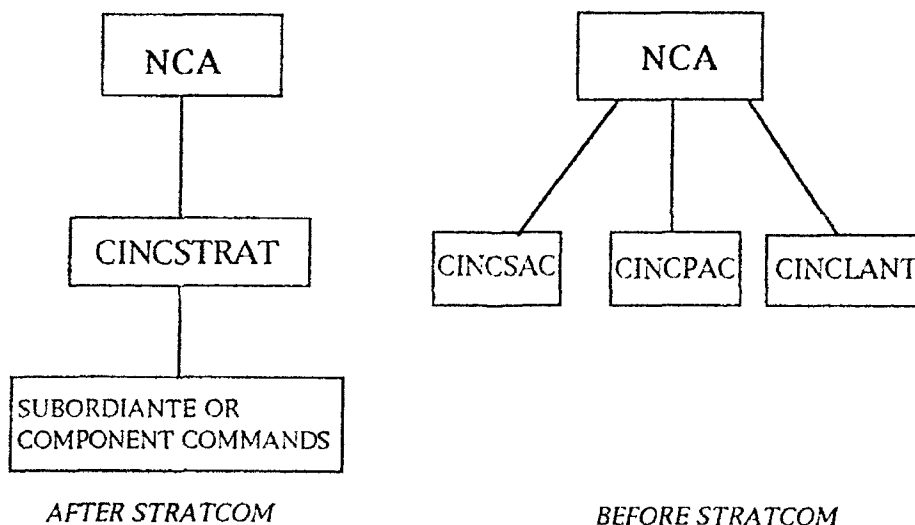 NCA
CINCSTRAT
SUBORDIANTE OR
COMPONENT COMMANDS
AFTER STRATCOM
NCA
CINCSAC
CINCPAC
CINCLANT
BEFORE STRATCOM